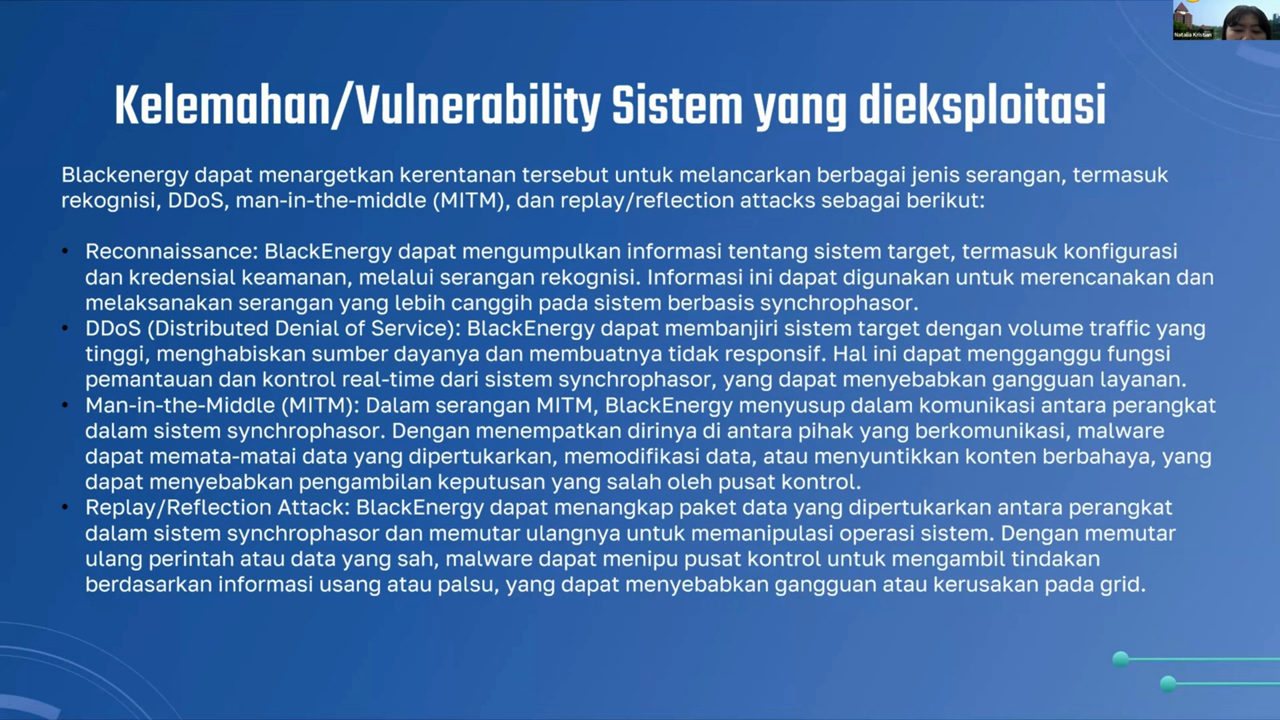 Natalia Kristian
Kelemahan/Vulnerability Sistem yang dieksploitasi
Blackenergy dapat menargetkan kerentanan tersebut untuk melancarkan berbagai jenis serangan, termasuk
rekognisi, DDoS, man-in-the-middle (MITM), dan replay/reflection attacks sebagai berikut:
• Reconnaissance: BlackEnergy dapat mengumpulkan informasi tentang sistem target, termasuk konfigurasi
dan kredensial keamanan, melalui serangan rekognisi. Informasi ini dapat digunakan untuk merencanakan dan
melaksanakan serangan yang lebih canggih pada sistem berbasis synchrophasor.
• DDoS (Distributed Denial of Service): BlackEnergy dapat membanjiri sistem target dengan volume traffic yang
tinggi, menghabiskan sumber dayanya dan membuatnya tidak responsif. Hal ini dapat mengganggu fungsi
pemantauan dan kontrol real-time dari sistem synchrophasor, yang dapat menyebabkan gangguan layanan.
• Man-in-the-Middle (MITM): Dalam serangan MITM, BlackEnergy menyusup dalam komunikasi antara perangkat
dalam sistem synchrophasor. Dengan menempatkan dirinya di antara pihak yang berkomunikasi, malware
dapat memata-matai data yang dipertukarkan, memodifikasi data, atau menyuntikkan konten berbahaya, yang
dapat menyebabkan pengambilan keputusan yang salah oleh pusat kontrol.
• Replay/Reflection Attack: BlackEnergy dapat menangkap paket data yang dipertukarkan antara perangkat
dalam sistem synchrophasor dan memutar ulangnya untuk memanipulasi operasi sistem. Dengan memutar
ulang perintah atau data yang sah, malware dapat menipu pusat kontrol untuk mengambil tindakan
berdasarkan informasi usang atau palsu, yang dapat menyebabkan gangguan atau kerusakan pada grid.